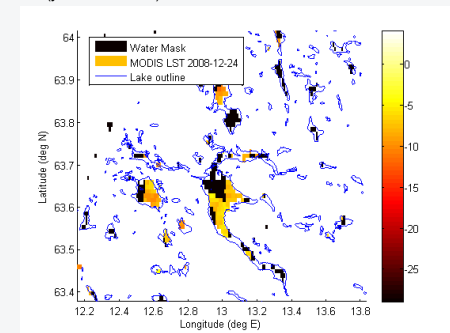 64
63.9
63.8
63.7
63.6
63.5
63.4
Latitude (deg N)
Water Mask
MODIS LST 2008-12-24
Lake outline
12.2 12.4 12.6 12.8 13 13.2 13.4 13.6 13.8
Longitude (deg E)
0
-5
-10
-15
-20
-25